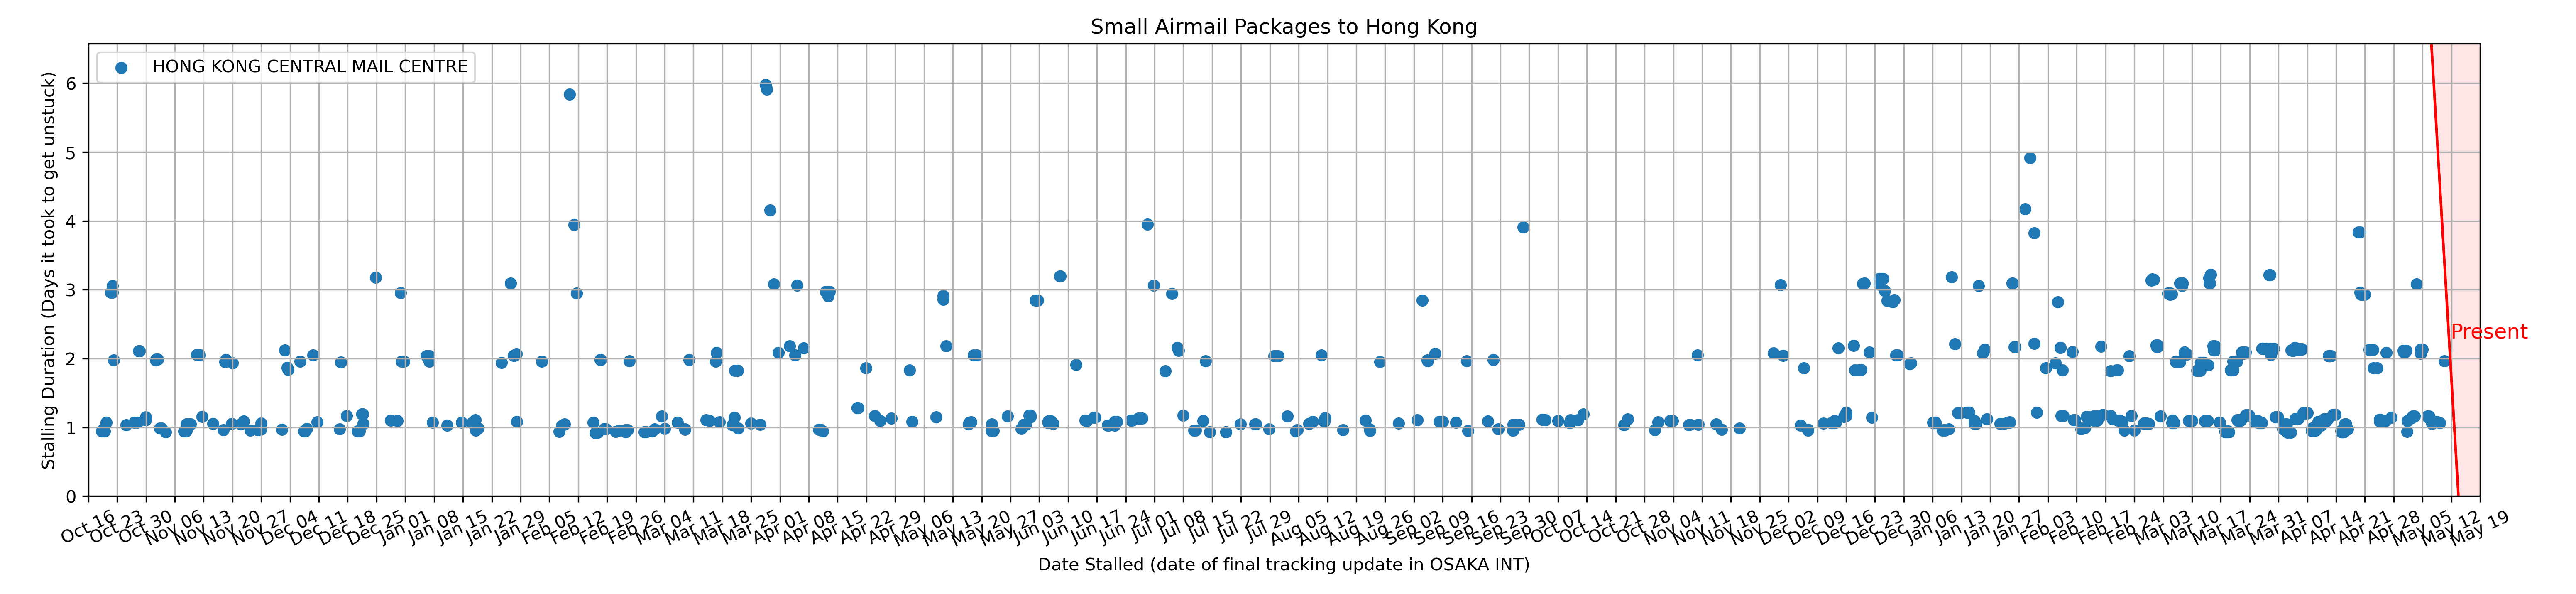 Small Airmail Packages to Hong Kong
HONG KONG CENTRAL MAIL CENTRE
Stalling Duration (Days it took to get unstuck)
6
5
4
3
2
1
0
Present
Oct 16 Oct 23 Oct 30 Nov 06 Nov 13 Nov 20 Nov 27 Dec 04 Dec 11 Dec 18 Dec 25 Jan 01 Jan 08 Jan 15 Jan 22 Jan 29 Feb 05 Feb 12 Feb 19 Feb 26 Mar 04 Mar 11 Mar 18 Mar 25 Apr 01 Apr 08 Apr 15 Apr 22 Apr 29 May 06 May 13 May 20 May 27 Jun 03 Jun 10 Jun 17 Jun 24 Jul 01 Jul 08 Jul 15 Jul 22 Jul 29 Aug 05 Aug 12 Aug 19 Aug 26 Sep 02 Sep 09 Sep 16 Sep 23 Sep 30 Oct 07 Oct 14 Oct 21 Oct 28 Nov 04 Nov 11 Nov 18 Nov 25 Dec 02 Dec 09 Dec 16 Dec 23 Dec 30 Jan 06 Jan 13 Jan 20 Jan 27 Feb 03 Feb 10 Feb 17 Feb 24 Mar 03 Mar 10 Mar 17 Mar 24 Mar 31 Apr 07 Apr 14 Apr 21 Apr 28 May 05 May 12 May 19
Date Stalled (date of final tracking update in OSAKA INT)